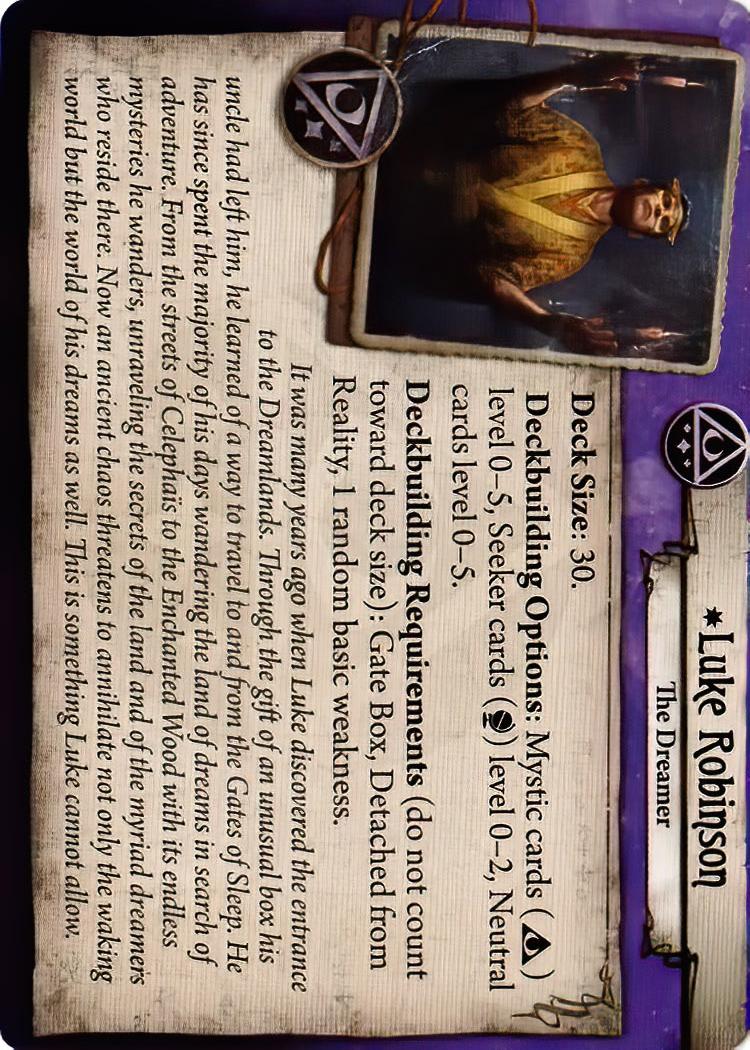 Luke Robinson
The Dreamer
Deck Size: 30.
Deckbuilding Options: Mystic cards ( )
level 0–5, Seeker cards ( ) level 0–2, Neutral
cards level 0–5.
Deckbuilding Requirements (do not count
toward deck size): Gate Box, Detached from
Reality, 1 random basic weakness.
It was many years ago when Luke discovered the entrance
to the Dreamlands. Through the gift of an unusual box his
uncle had left him, he learned of a way to travel to and from the Gates of Sleep. He
has since spent the majority of his days wandering the land of dreams in search of
adventure. From the streets of Celephaïs to the Enchanted Wood with its endless
mysteries he wanders, unraveling the secrets of the land and of the myriad dreamers
who reside there. Now an ancient chaos threatens to annihilate not only the waking
world but the world of his dreams as well. This is something Luke cannot allow.